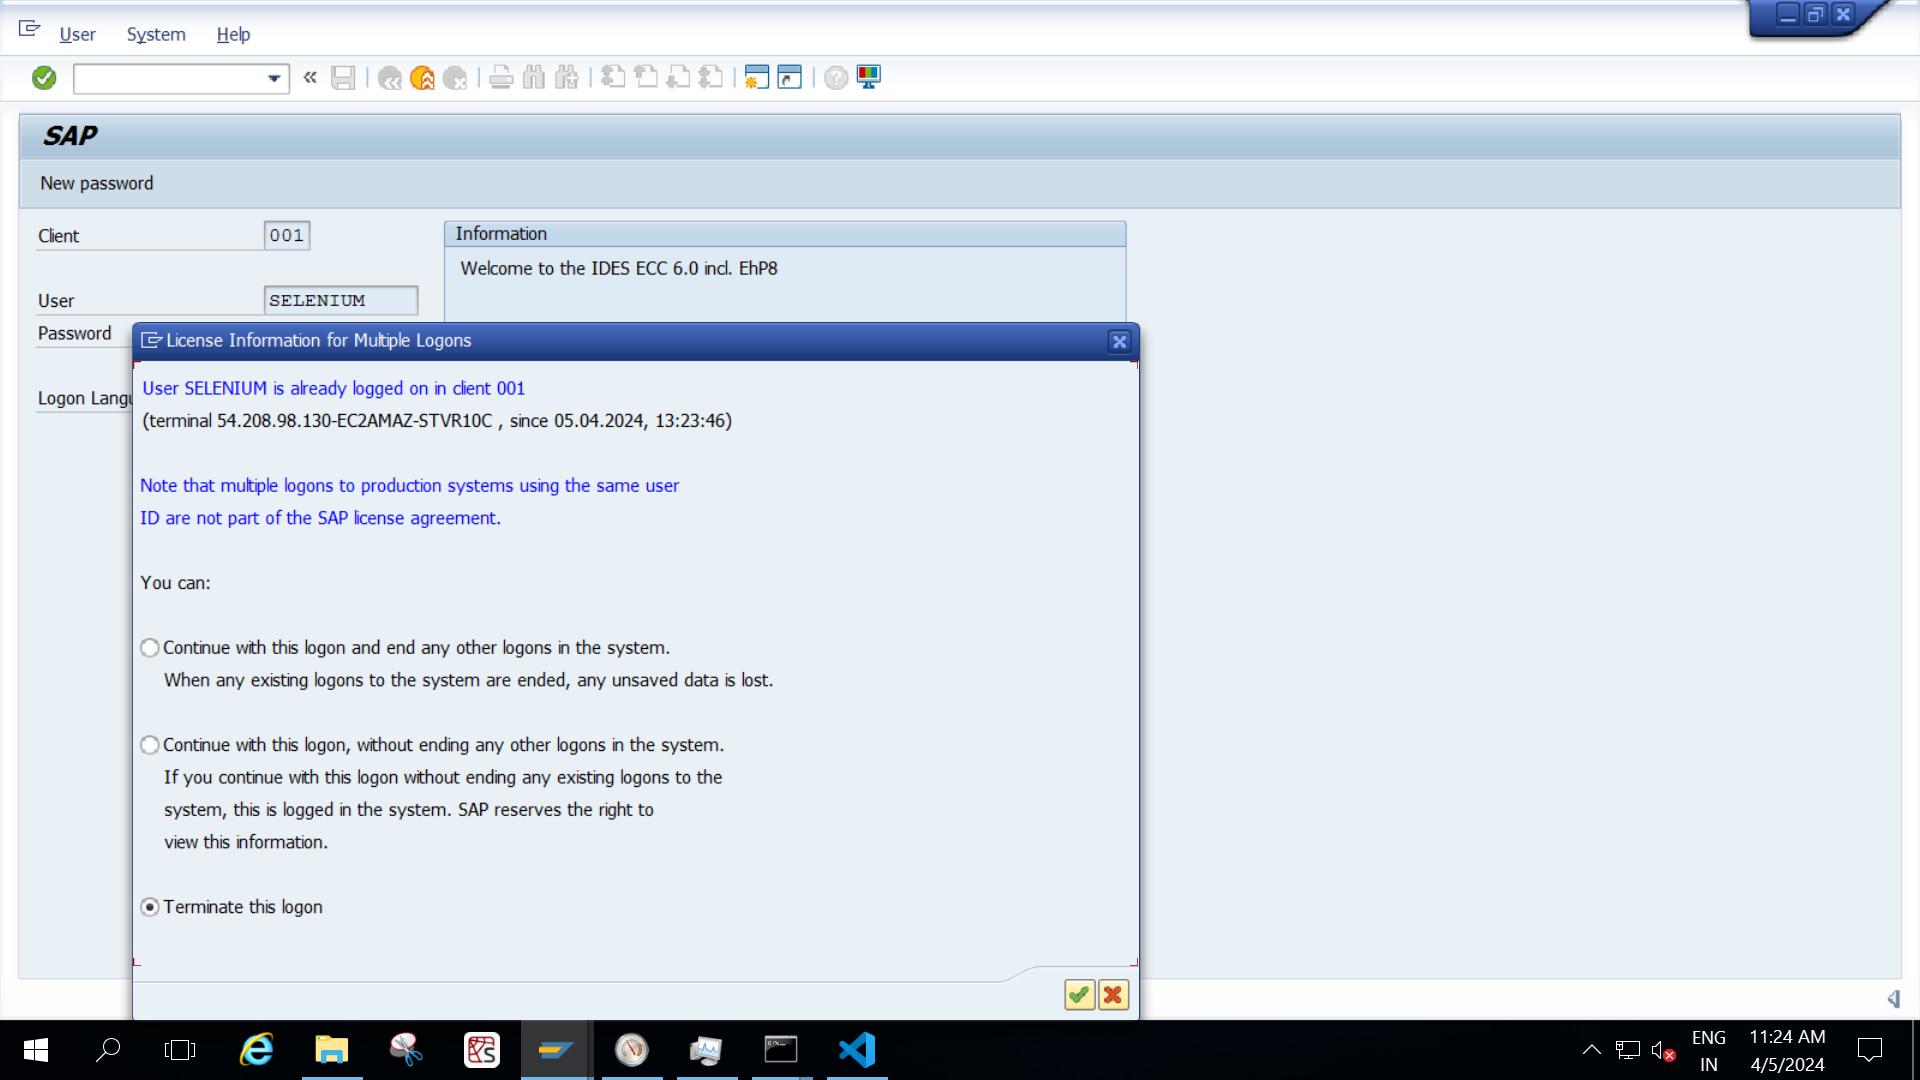 User System Help
SAP
New password
Client 001
Information
Welcome to the IDES ECC 6.0 incl. EhP8
User SELENIUM
Password
Logon Langu
License Information for Multiple Logons
User SELENIUM is already logged on in client 001
(terminal 54.208.98.130-EC2AMAZ-STVR10C , since 05.04.2024, 13:23:46)
Note that multiple logons to production systems using the same user
ID are not part of the SAP license agreement.
You can:
Continue with this logon and end any other logons in the system.
When any existing logons to the system are ended, any unsaved data is lost.
Continue with this logon, without ending any other logons in the system.
If you continue with this logon without ending any existing logons to the
system, this is logged in the system. SAP reserves the right to
view this information.
Terminate this logon
ENG
IN
11:24 AM
4/5/2024